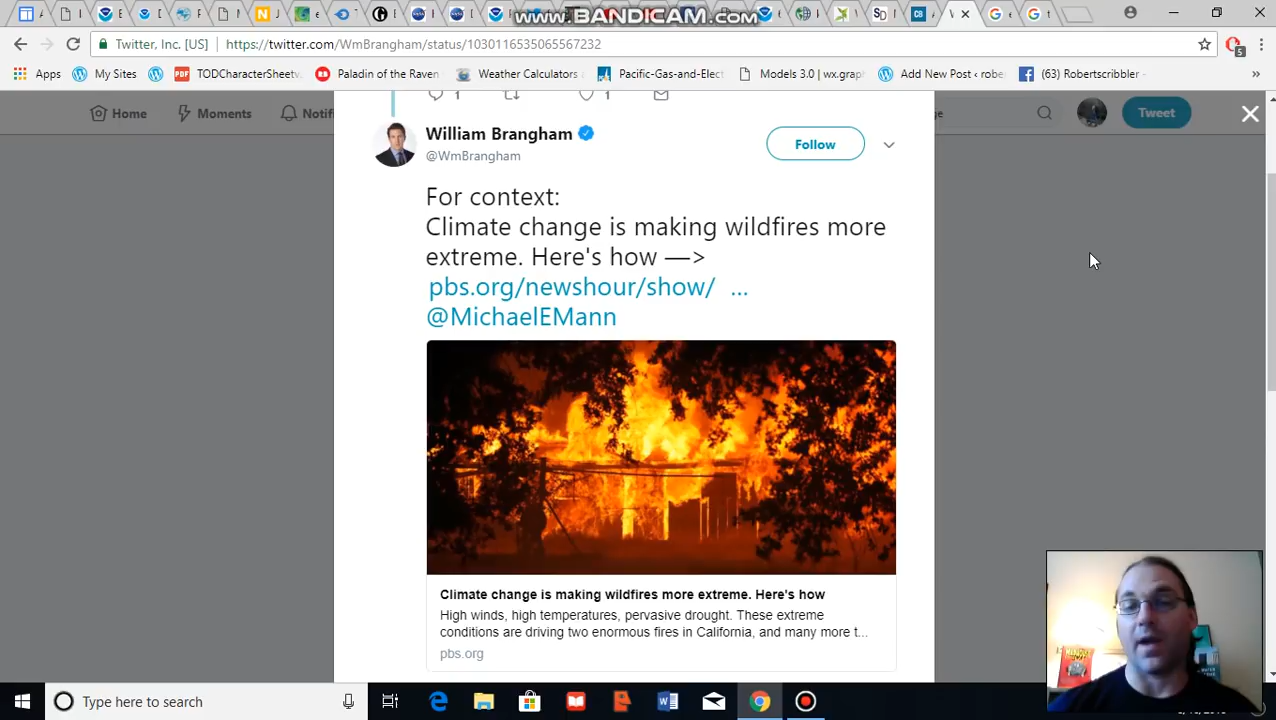 www.BANDICAM.com
Twitter, Inc. [US]
https://twitter.com/WmBrangham/status/1030116535065567232
5
Apps
My Sites
TODCharacterSheet
Paladin of the Raven
Weather Calculators
Pacific-Gas-and-Elect
Models 3.0 | wx.grap
Add New Post ‹ robe
(63) Robertscribbler -
»
Home
Moments
Notifi
ge
Tweet
1
1
William Brangham
@WmBrangham
Follow
For context:
Climate change is making wildfires more
extreme. Here's how —>
pbs.org/newshour/show/ ...
@MichaelEMann
Climate change is making wildfires more extreme. Here's how
High winds, high temperatures, pervasive drought. These extreme
conditions are driving two enormous fires in California, and many more t...
pbs.org
Type here to search